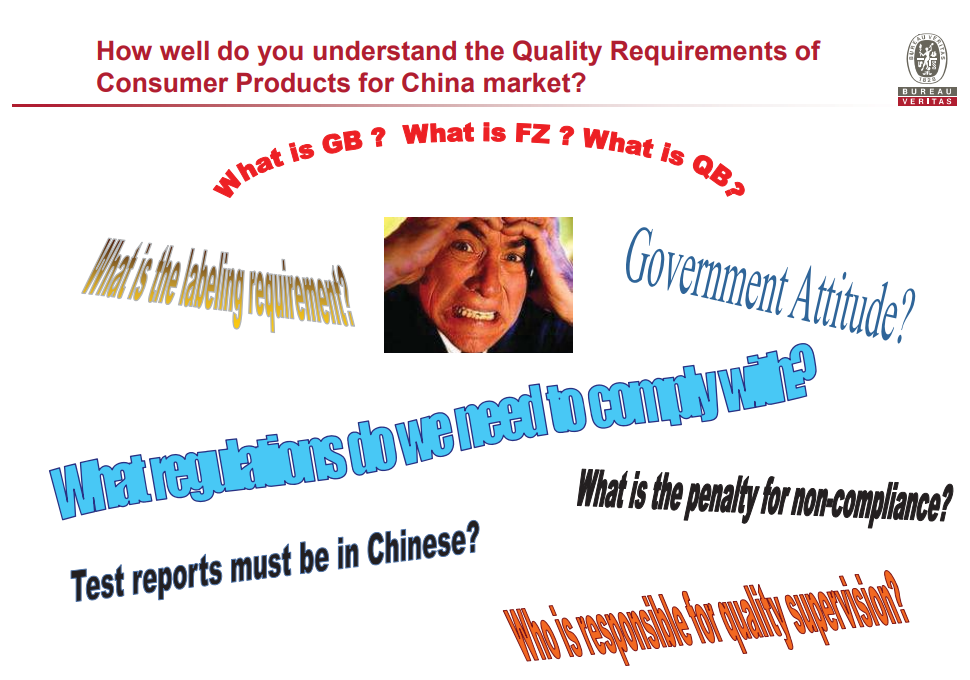 How well do you understand the Quality Requirements of
Consumer Products for China market?
BUREAU VERITAS
1828
BUREAU
VERITAS
What is GB ? What is FZ ? What is QB?
What is the labeling requirement?
Government Attitude?
What regulations do we need to comply with?
What is the penalty for non-compliance?
Test reports must be in Chinese?
Who is responsible for quality supervision?